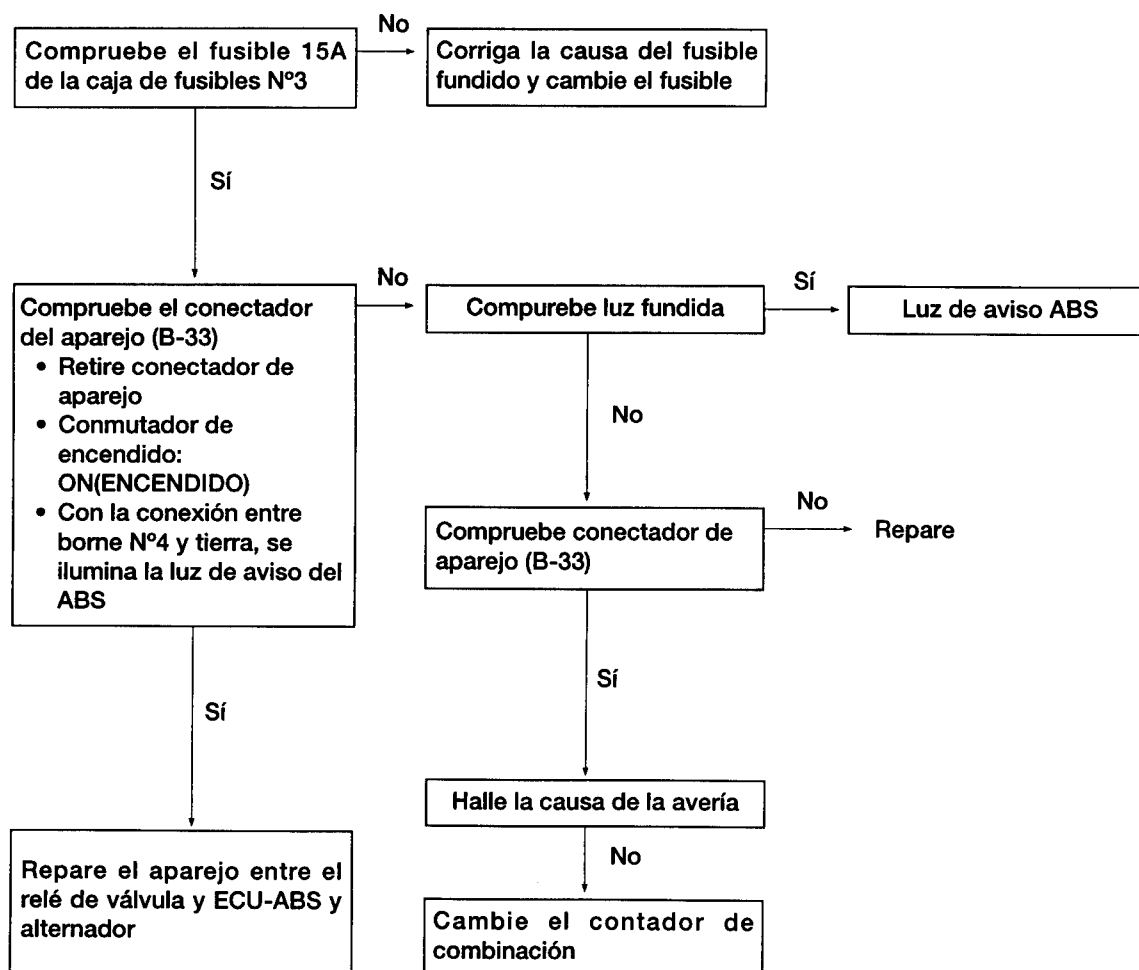 Compruebe el fusible 15A
de la caja de fusibles Nº3
No
Corriga la causa del fusible
fundido y cambie el fusible
Sí
Compruebe el conectador
del aparejo (B-33)
• Retire conectador de
aparejo
• Conmutador de
encendido:
ON(ENCENDIDO)
• Con la conexión entre
borne Nº4 y tierra, se
ilumina la luz de aviso del
ABS
No
Compurebe luz fundida
Sí
Luz de aviso ABS
No
Compruebe conectador de
aparejo (B-33)
No
Repare
Sí
Sí
Halle la causa de la avería
No
Repare el aparejo entre el
relé de válvula y ECU-ABS y
alternador
Cambie el contador de
combinación